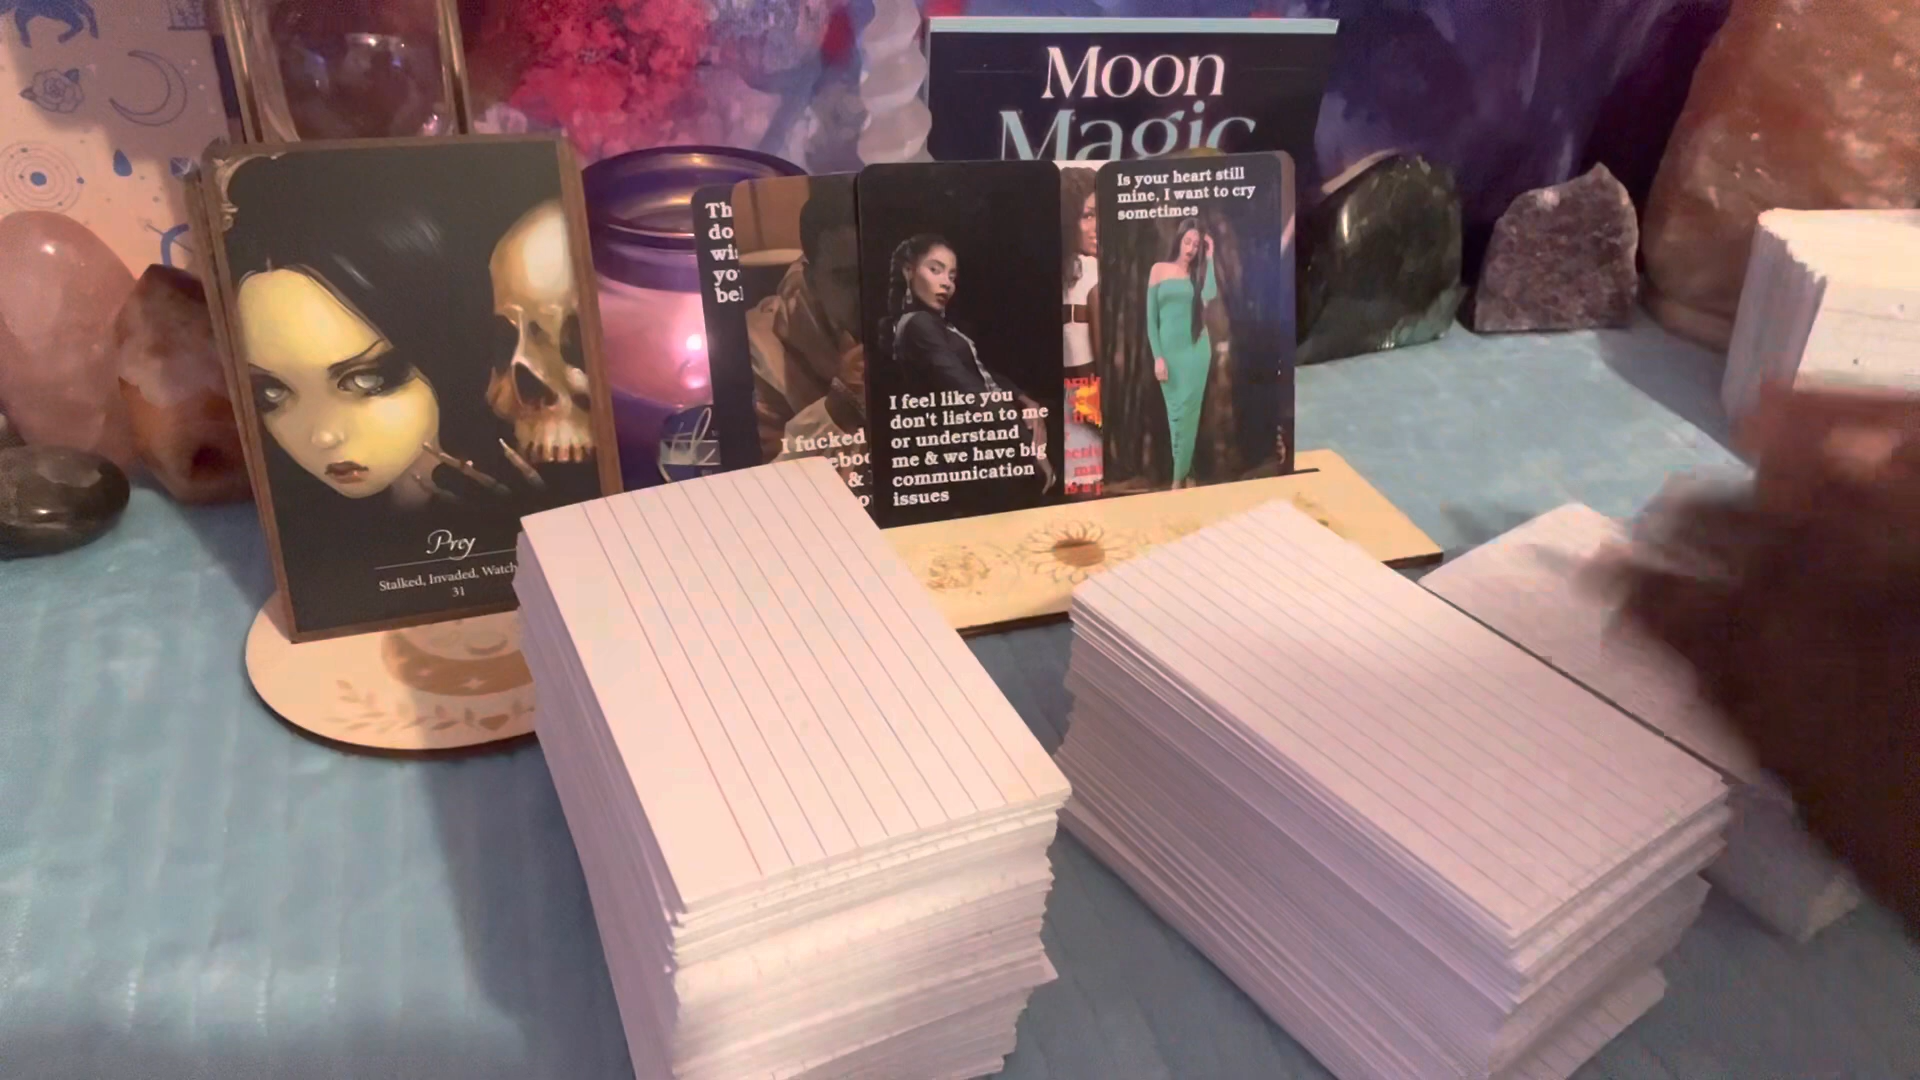 Moon
Magic
Is your heart still
mine, I want to cry
sometimes
I feel like you
don't listen to me
or understand
me & we have big
communication
issues
I fucked
&
Prey
Stalked, Invaded, Watch
31